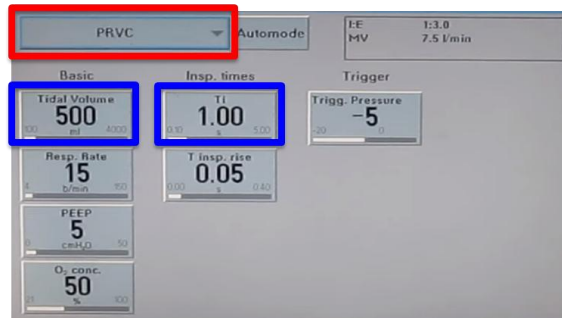 PRVC
Automode
I:E 1:3.0
MV 7.5 l/min
Basic
Insp. times
Trigger
Tidal Volume
500
100 ml 4000
Ti
1.00
0.10 s 5.00
Trigg. Pressure
-5
-20 0
Resp. Rate
15
4 b/min 150
T insp. rise
0.05
0.00 s 0.40
PEEP
5
0 cmH₂O 50
O₂ conc.
50
21 % 100